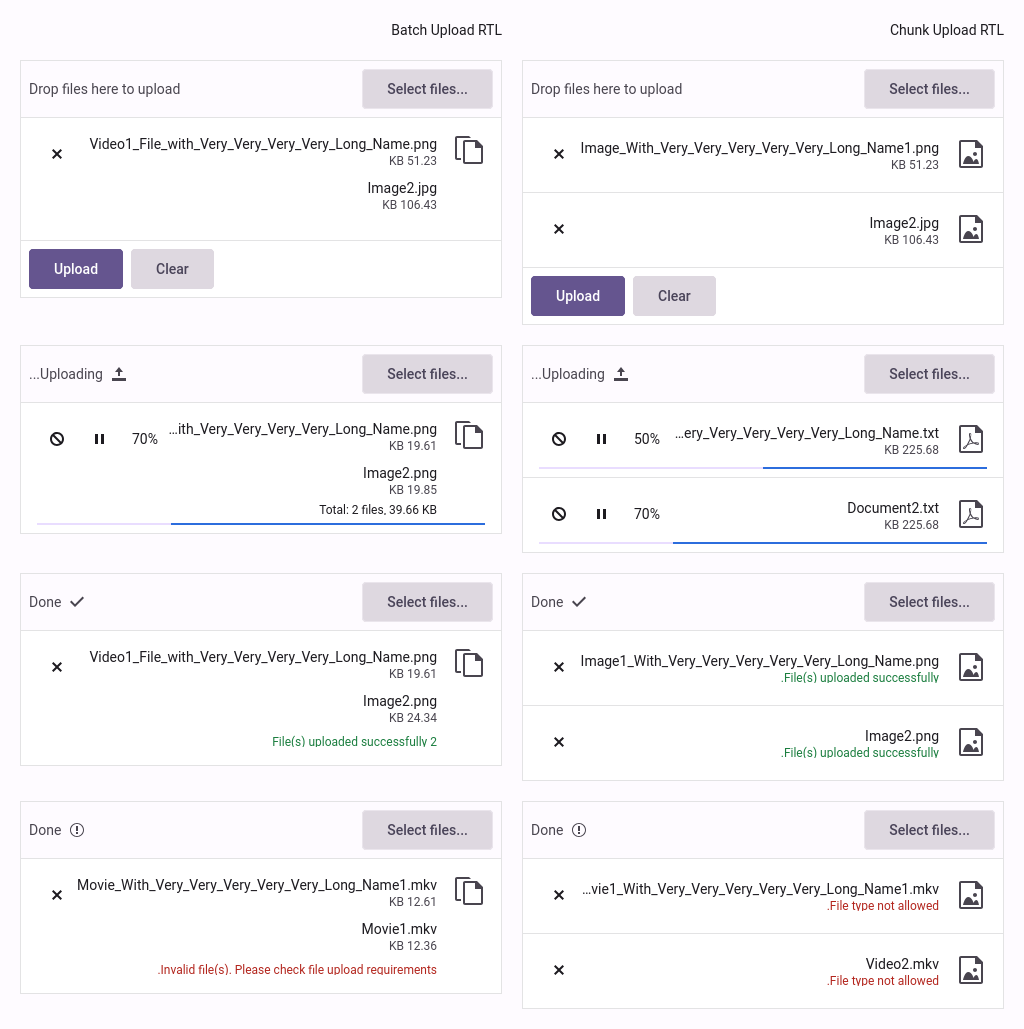 Batch Upload RTL
Drop files here to upload
Select files...
Video1_File_with_Very_Very_Very_Very_Long_Name.png
KB 51.23
Image2.jpg
KB 106.43
Upload
Clear
...Uploading
Select files...
70%
...ith_Very_Very_Very_Very_Long_Name.png
KB 19.61
Image2.png
KB 19.85
Total: 2 files, 39.66 KB
Done
Select files...
Video1_File_with_Very_Very_Very_Very_Long_Name.png
KB 19.61
Image2.png
KB 24.34
File(s) uploaded successfully 2
Done
Select files...
Movie_With_Very_Very_Very_Very_Very_Long_Name1.mkv
KB 12.61
Movie1.mkv
KB 12.36
.Invalid file(s). Please check file upload requirements
Chunk Upload RTL
Drop files here to upload
Select files...
Image_With_Very_Very_Very_Very_Very_Long_Name1.png
KB 51.23
Image2.jpg
KB 106.43
Upload
Clear
...Uploading
Select files...
50%
...ery_Very_Very_Very_Very_Long_Name.txt
KB 225.68
70%
Document2.txt
KB 225.68
Done
Select files...
Image1_With_Very_Very_Very_Very_Very_Long_Name.png
.File(s) uploaded successfully
Image2.png
.File(s) uploaded successfully
Done
Select files...
...vie1_With_Very_Very_Very_Very_Very_Long_Name1.mkv
.File type not allowed
Video2.mkv
.File type not allowed